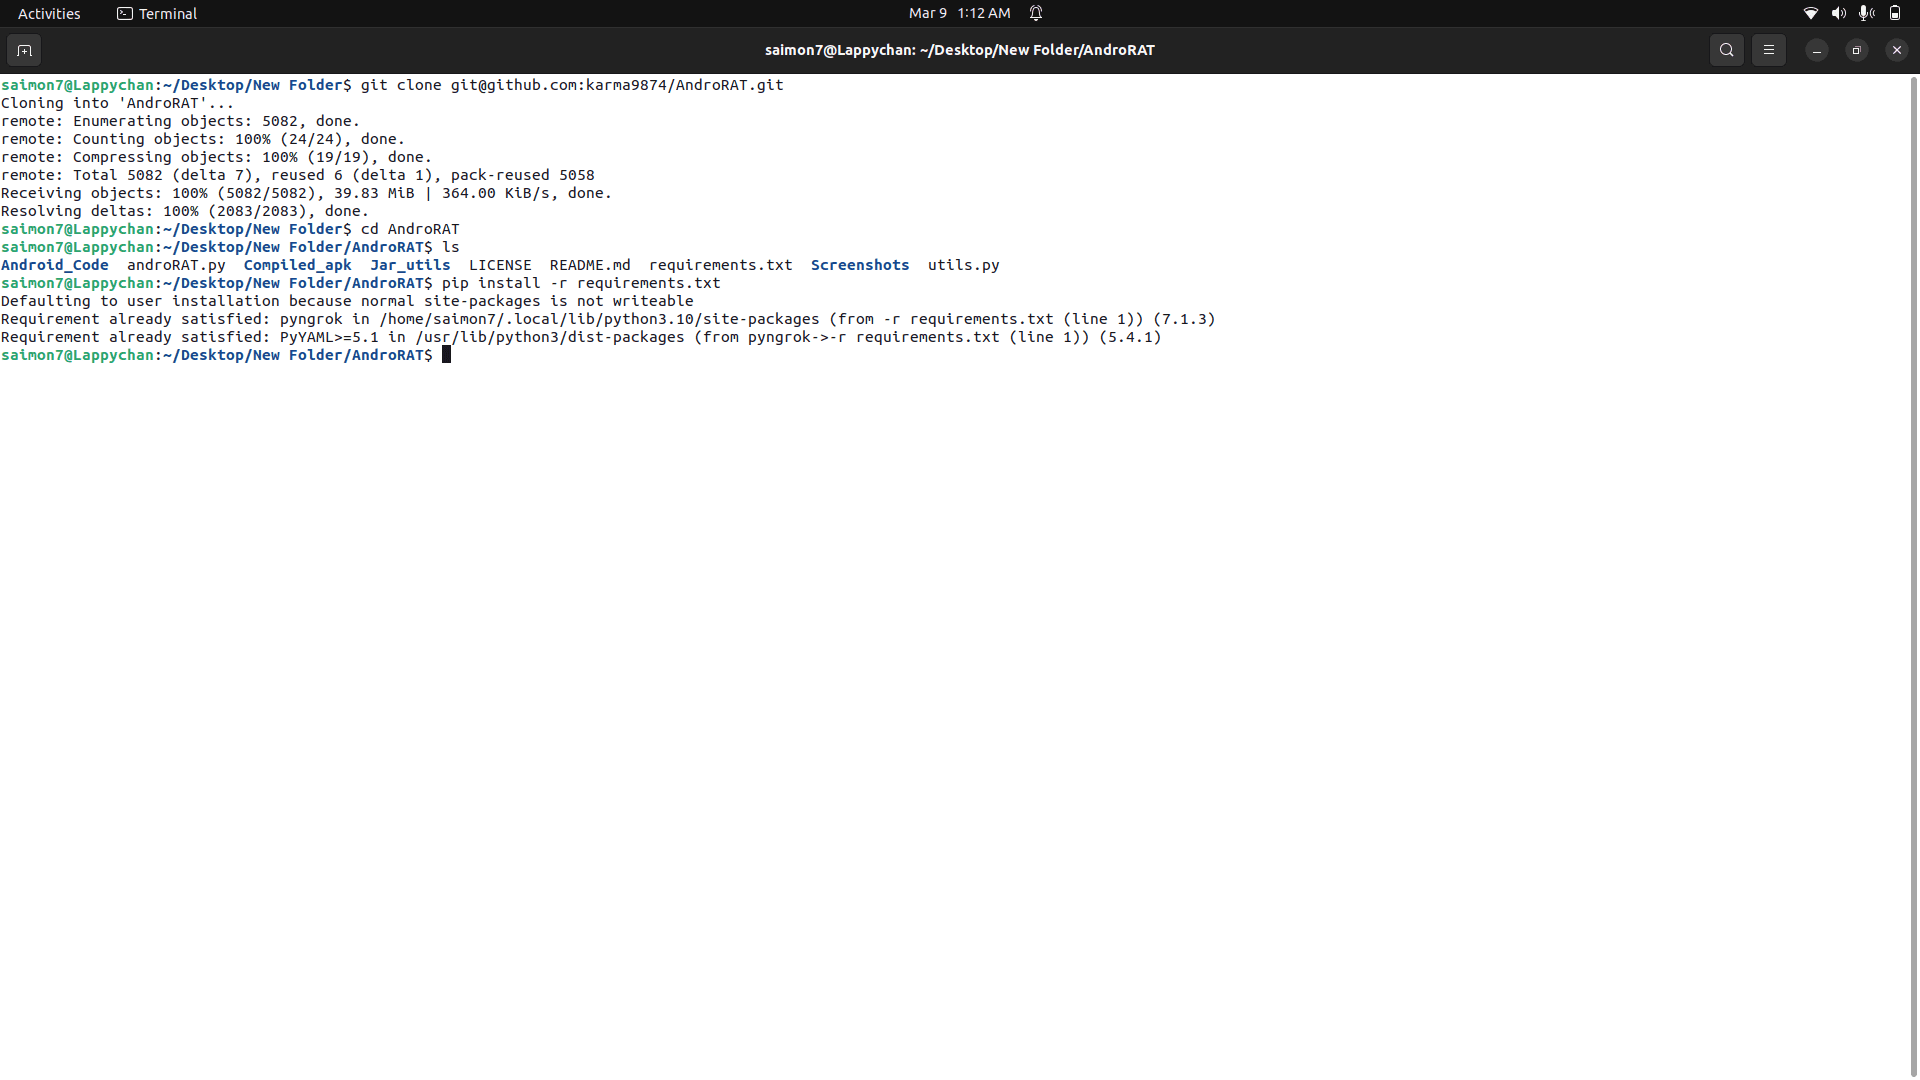 Activities Terminal Mar 9 1:12 AM
saimon7@Lappychan: ~/Desktop/New Folder/AndroRAT
saimon7@Lappychan:~/Desktop/New Folder$ git clone git@github.com:karma9874/AndroRAT.git
Cloning into 'AndroRAT'...
remote: Enumerating objects: 5082, done.
remote: Counting objects: 100% (24/24), done.
remote: Compressing objects: 100% (19/19), done.
remote: Total 5082 (delta 7), reused 6 (delta 1), pack-reused 5058
Receiving objects: 100% (5082/5082), 39.83 MiB | 364.00 KiB/s, done.
Resolving deltas: 100% (2083/2083), done.
saimon7@Lappychan:~/Desktop/New Folder$ cd AndroRAT
saimon7@Lappychan:~/Desktop/New Folder/AndroRAT$ ls
Android_Code androRAT.py Compiled_apk Jar_utils LICENSE README.md requirements.txt Screenshots utils.py
saimon7@Lappychan:~/Desktop/New Folder/AndroRAT$ pip install -r requirements.txt
Defaulting to user installation because normal site-packages is not writeable
Requirement already satisfied: pyngrok in /home/saimon7/.local/lib/python3.10/site-packages (from -r requirements.txt (line 1)) (7.1.3)
Requirement already satisfied: PyYAML>=5.1 in /usr/lib/python3/dist-packages (from pyngrok->-r requirements.txt (line 1)) (5.4.1)
saimon7@Lappychan:~/Desktop/New Folder/AndroRAT$